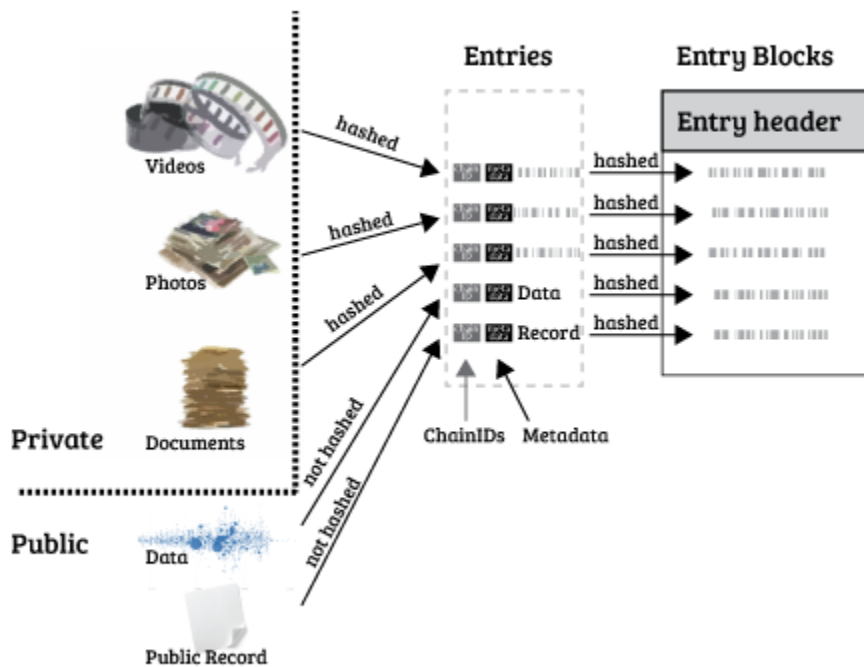 Entries
Entry Blocks
Entry header
Videos
hashed
hashed
Photos
hashed
hashed
hashed
hashed
Data
hashed
Record
hashed
Documents
Private
not hashed
ChainIDs
Metadata
Public
Data
not hashed
Public Record